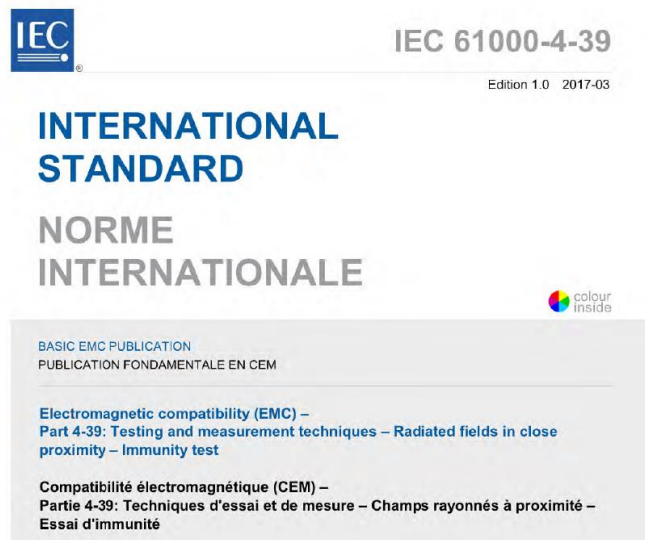 IEC
®
IEC 61000-4-39
Edition 1.0 2017-03
INTERNATIONAL
STANDARD
NORME
INTERNATIONALE
colour
inside
BASIC EMC PUBLICATION
PUBLICATION FONDAMENTALE EN CEM
Electromagnetic compatibility (EMC) –
Part 4-39: Testing and measurement techniques – Radiated fields in close
proximity – Immunity test
Compatibilité électromagnétique (CEM) –
Partie 4-39: Techniques d'essai et de mesure – Champs rayonnés à proximité –
Essai d'immunité